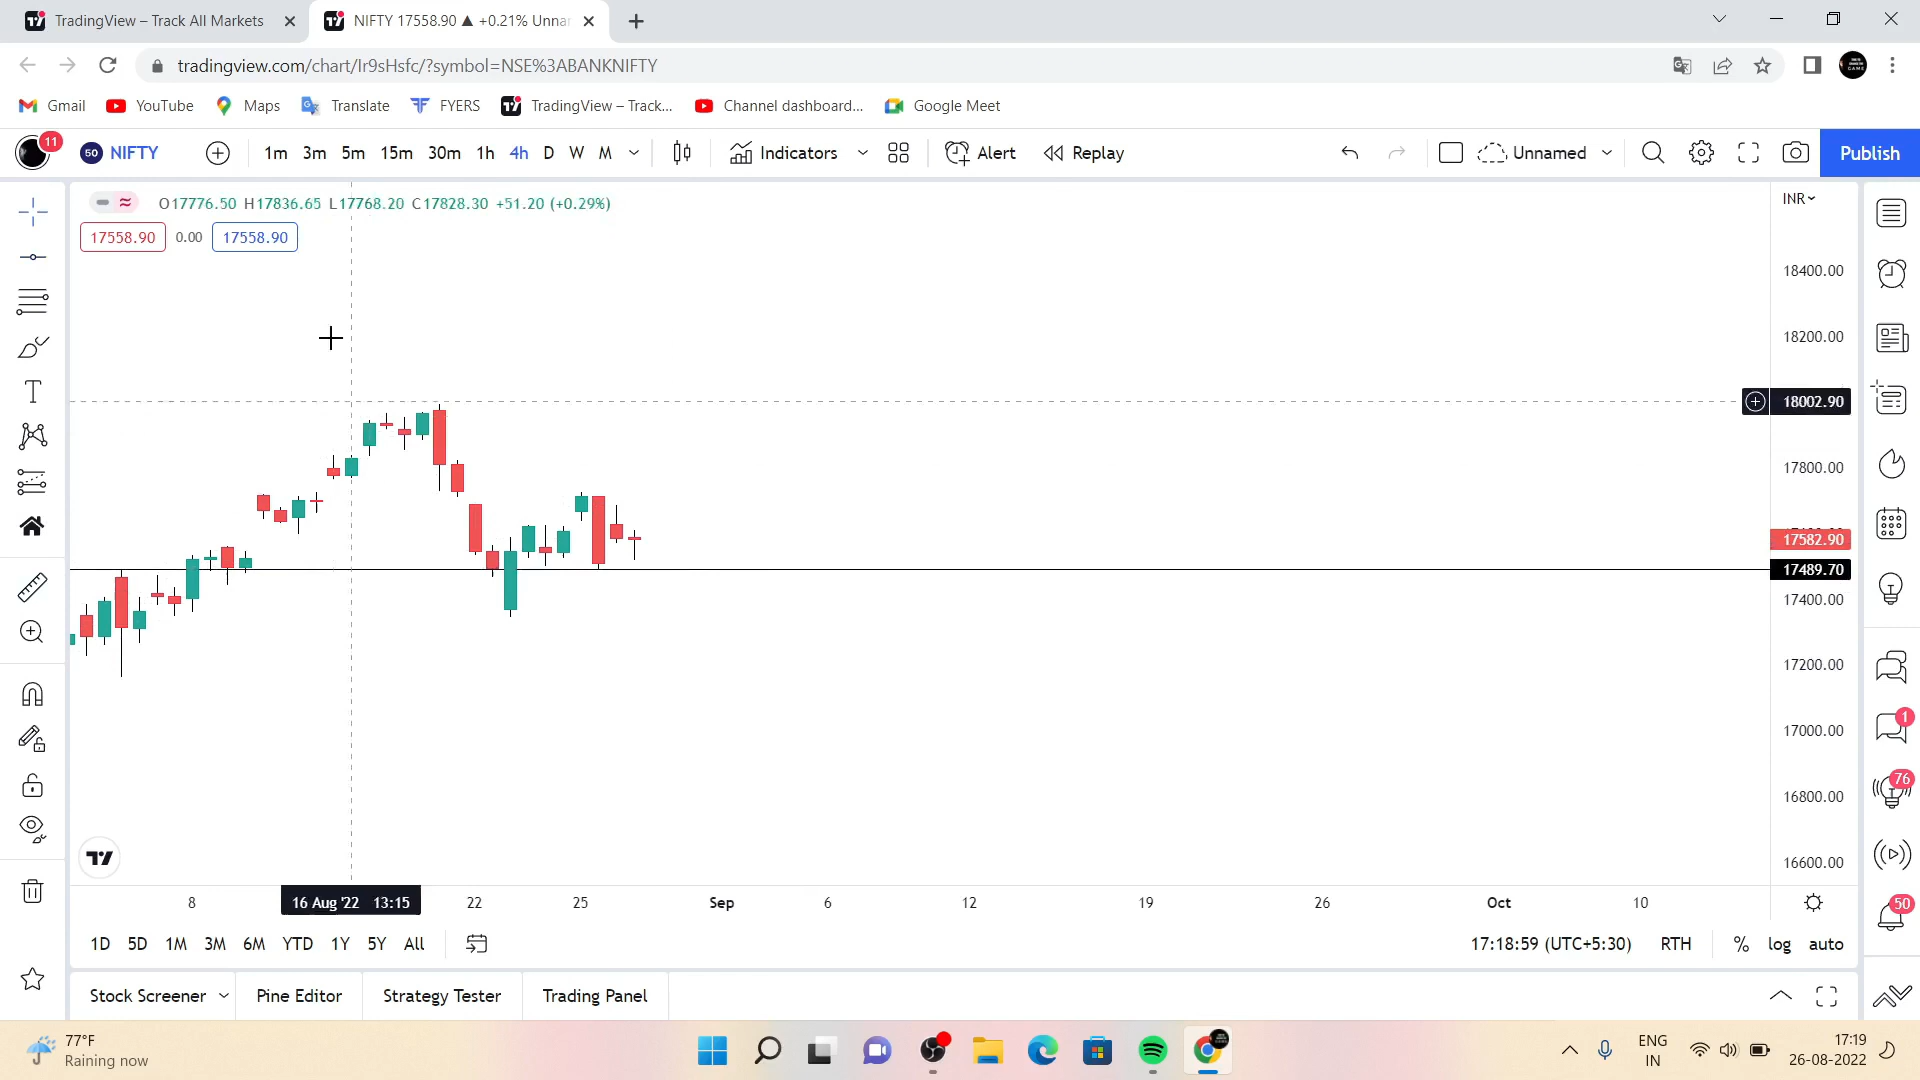 TradingView – Track All Markets
NIFTY 17558.90 ▲ +0.21% Unnar
tradingview.com/chart/Ir9sHsfc/?symbol=NSE%3ABANKNIFTY
Gmail YouTube Maps Translate FYERS TradingView – Track... Channel dashboard... Google Meet
11 50 NIFTY 1m 3m 5m 15m 30m 1h 4h D W M Indicators Alert Replay Unnamed Publish
O17776.50 H17836.65 L17768.20 C17828.30 +51.20 (+0.29%)
INR
17558.90 0.00 17558.90
18400.00
18200.00
18002.90
17800.00
17582.90
17489.70
17400.00
17200.00
17000.00
16800.00
16600.00
1
76
50
8 16 Aug '22 13:15 22 25 Sep 6 12 19 26 Oct 10
1D 5D 1M 3M 6M YTD 1Y 5Y All 17:18:59 (UTC+5:30) RTH % log auto
Stock Screener Pine Editor Strategy Tester Trading Panel
77°F
Raining now
ENG
IN
17:19
26-08-2022